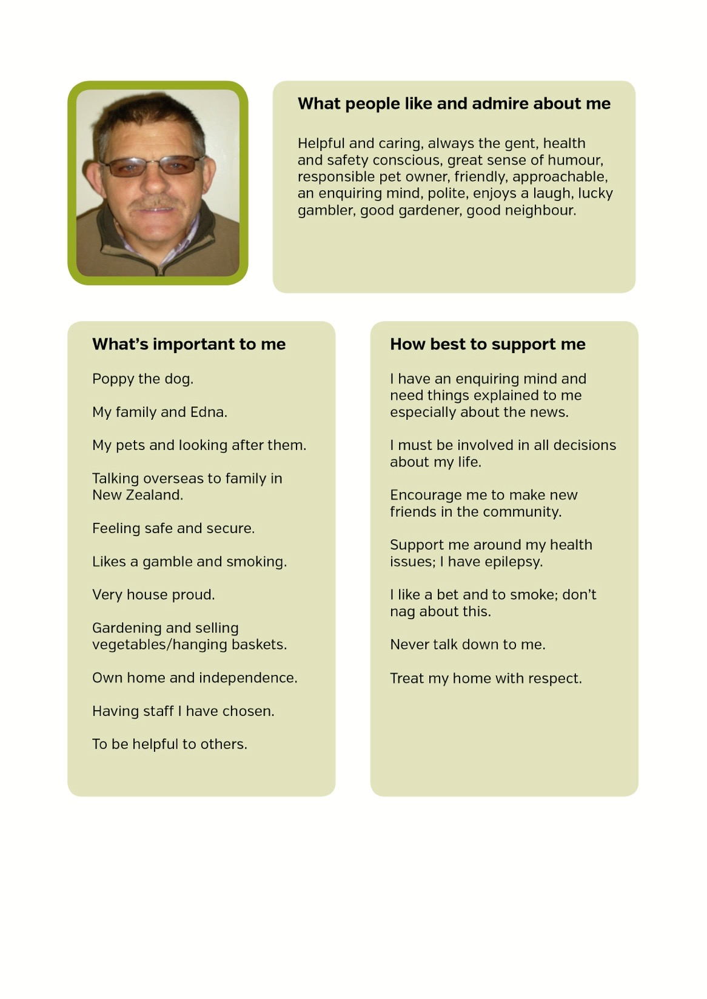 What people like and admire about me
Helpful and caring, always the gent, health
and safety conscious, great sense of humour,
responsible pet owner, friendly, approachable,
an enquiring mind, polite, enjoys a laugh, lucky
gambler, good gardener, good neighbour.
What’s important to me
Poppy the dog.
My family and Edna.
My pets and looking after them.
Talking overseas to family in
New Zealand.
Feeling safe and secure.
Likes a gamble and smoking.
Very house proud.
Gardening and selling
vegetables/hanging baskets.
Own home and independence.
Having staff I have chosen.
To be helpful to others.
How best to support me
I have an enquiring mind and
need things explained to me
especially about the news.
I must be involved in all decisions
about my life.
Encourage me to make new
friends in the community.
Support me around my health
issues; I have epilepsy.
I like a bet and to smoke; don’t
nag about this.
Never talk down to me.
Treat my home with respect.